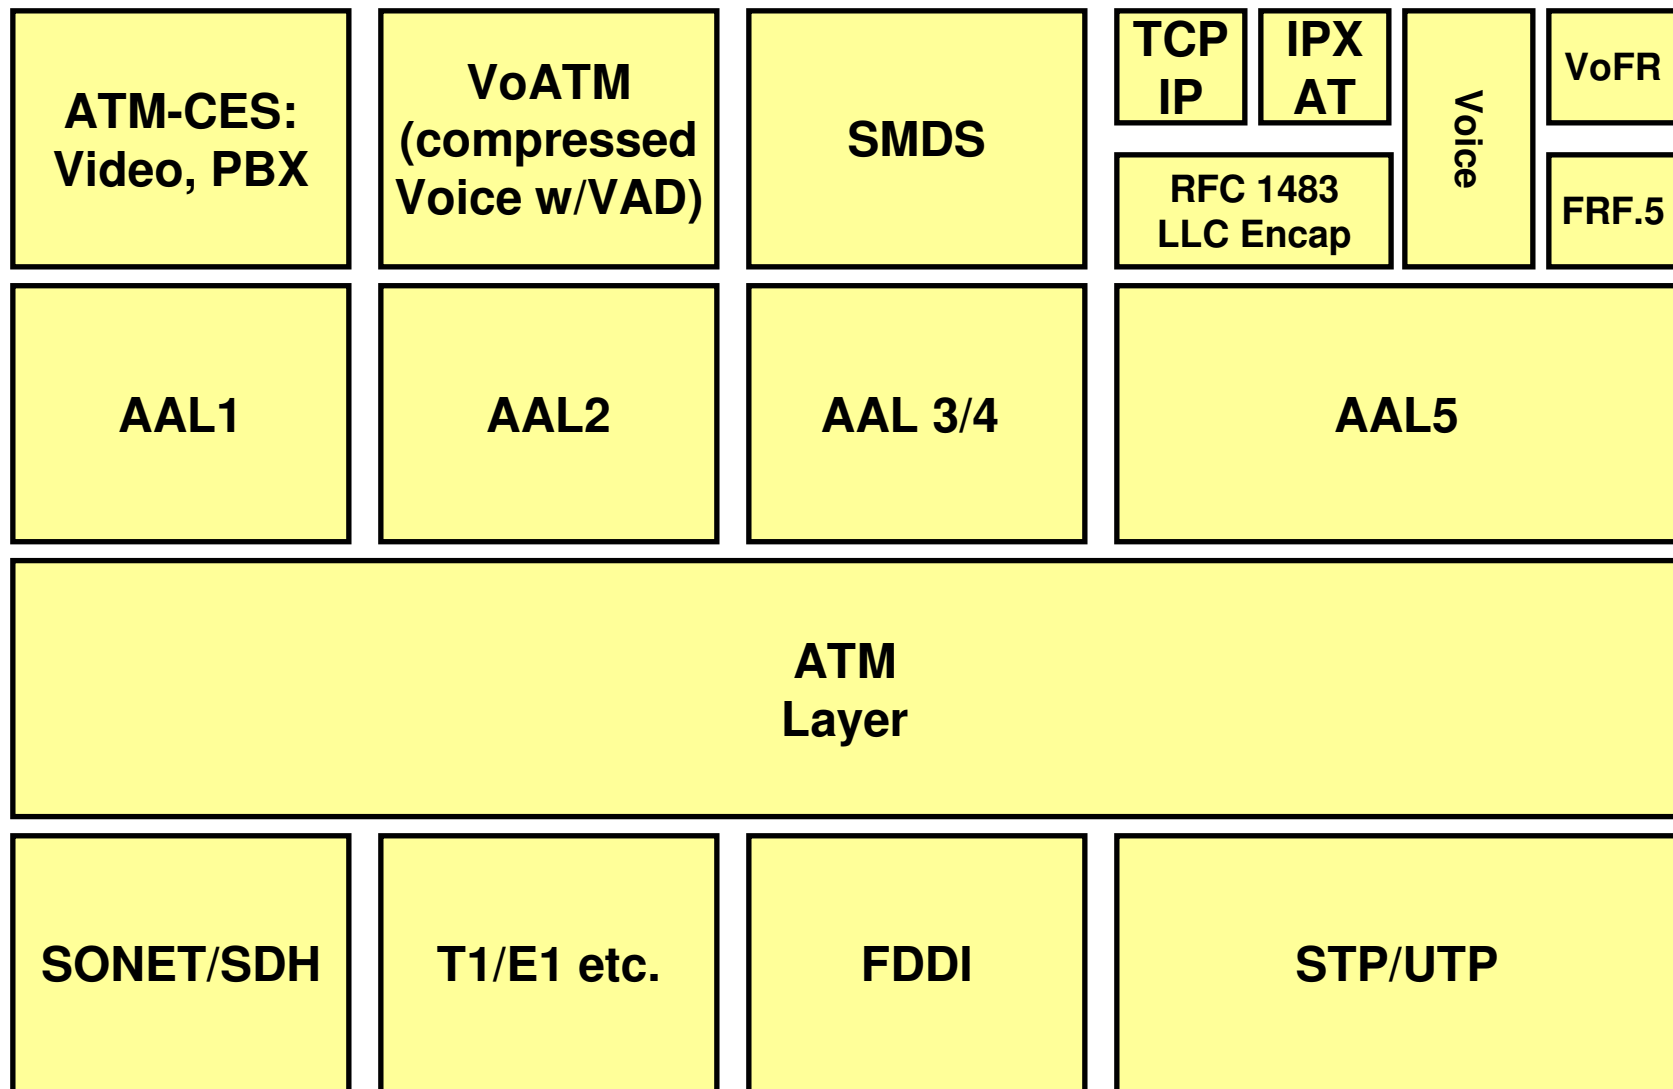 ATM-CES:
Video, PBX
VoATM
(compressed
Voice w/VAD)
SMDS
TCP
IP
IPX
AT
RFC 1483
LLC Encap
Voice
VoFR
FRF.5
AAL1
AAL2
AAL 3/4
AAL5
ATM
Layer
SONET/SDH
T1/E1 etc.
FDDI
STP/UTP